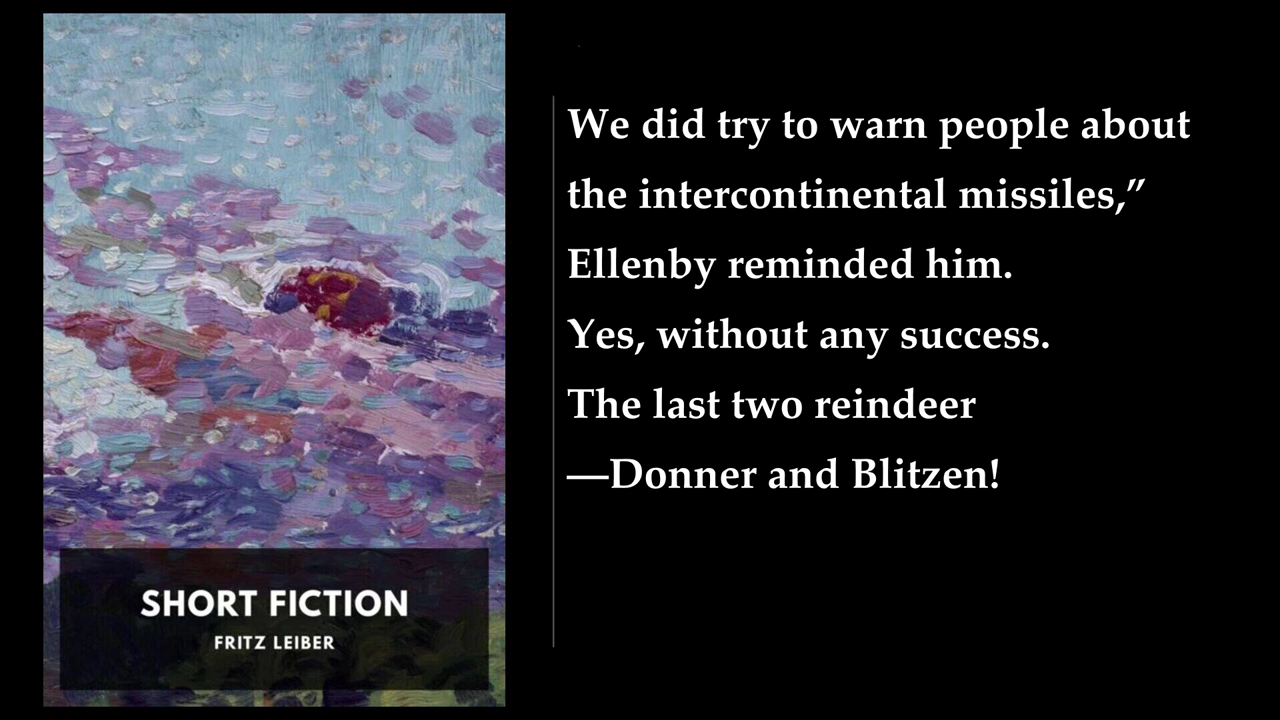 SHORT FICTION
FRITZ LEIBER
We did try to warn people about
the intercontinental missiles,”
Ellenby reminded him.
Yes, without any success.
The last two reindeer
—Donner and Blitzen!